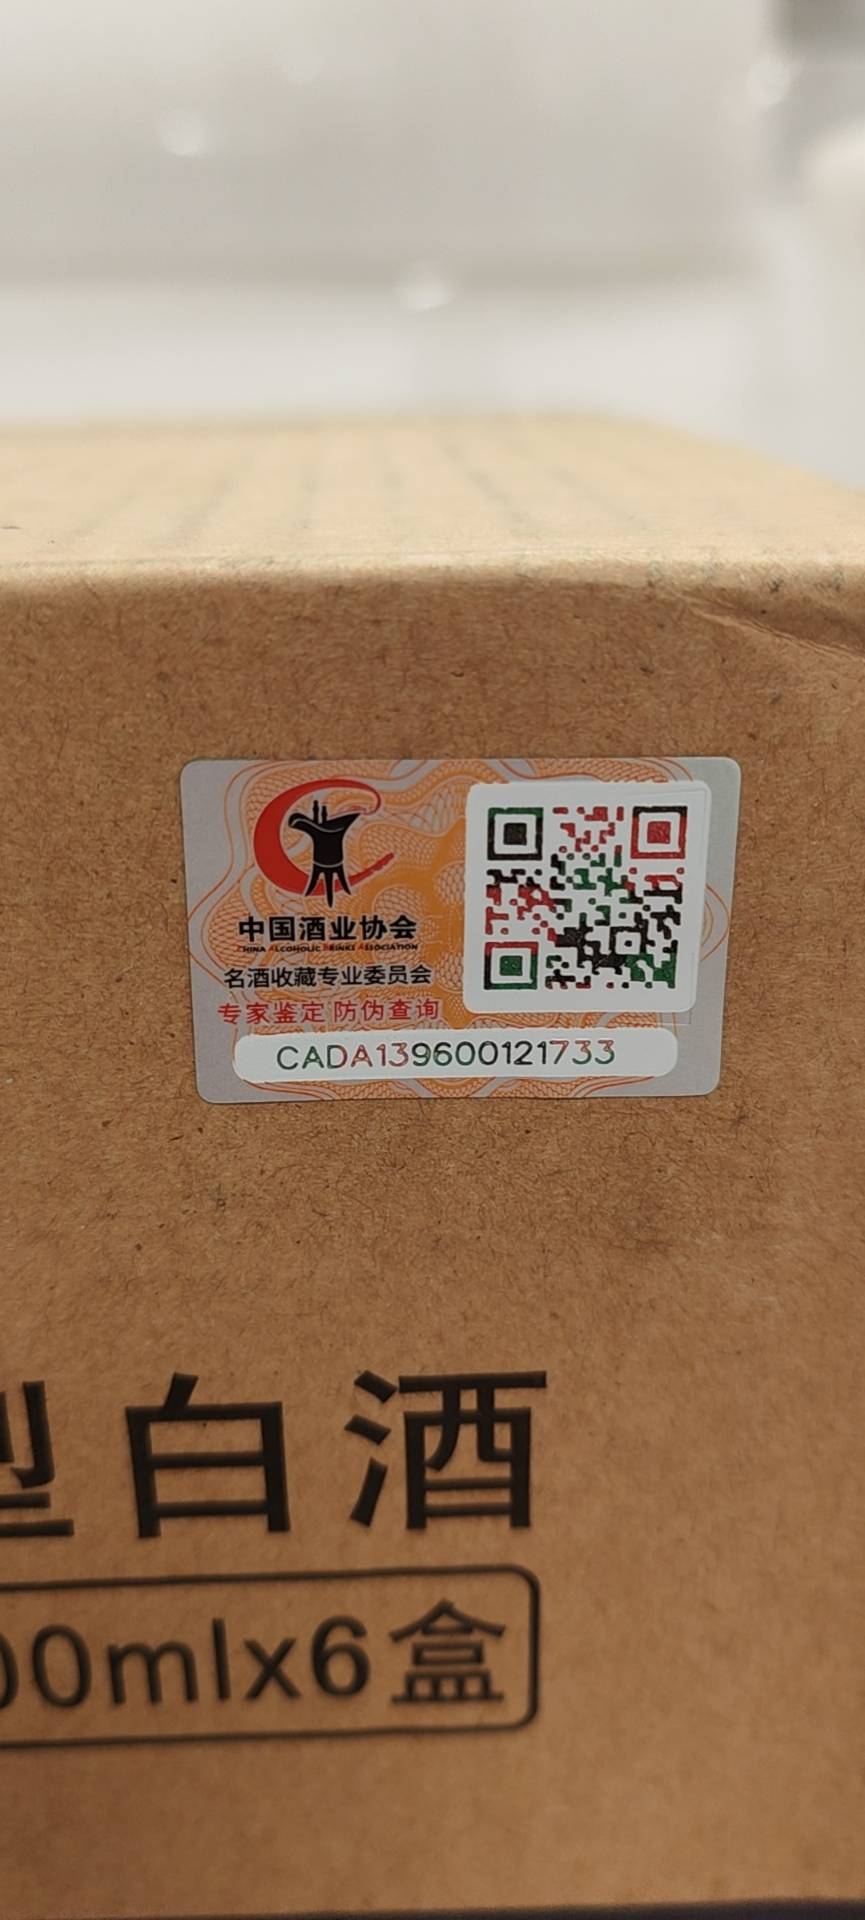 中国酒业协会
CHINA ALCOHOLIC DRINKS ASSOCIATION
名酒收藏专业委员会
专家鉴定 防伪查询
CADA139600121733
型白酒
00mlx6盒